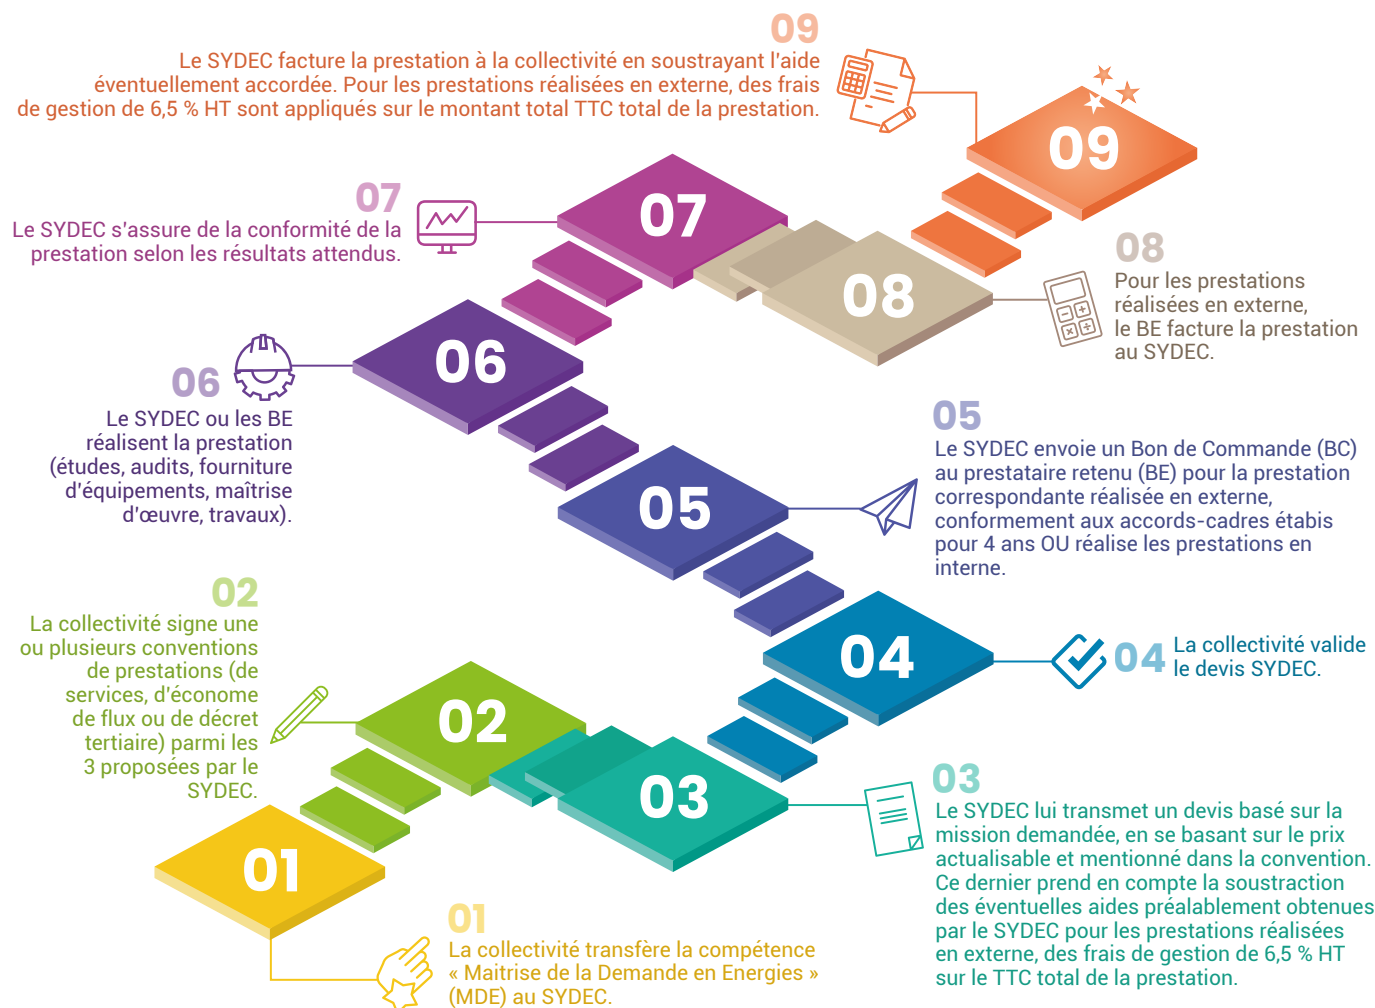 09
Le SYDEC facture la prestation à la collectivité en soustrayant l'aide
éventuellement accordée. Pour les prestations réalisées en externe, des frais
de gestion de 6,5 % HT sont appliqués sur le montant total TTC total de la prestation.
09
07
Le SYDEC s'assure de la conformité de la
prestation selon les résultats attendus.
07
08
08
Pour les prestations
réalisées en externe,
le BE facture la prestation
au SYDEC.
06
06
Le SYDEC ou les BE
réalisent la prestation
(études, audits, fourniture
d'équipements, maîtrise
d'œuvre, travaux).
05
05
Le SYDEC envoie un Bon de Commande (BC)
au prestataire retenu (BE) pour la prestation
correspondante réalisée en externe,
conformement aux accords-cadres étabis
pour 4 ans OU réalise les prestations en
interne.
04
04
La collectivité valide
le devis SYDEC.
02
La collectivité signe une
ou plusieurs conventions
de prestations (de
services, d'économe
de flux ou de décret
tertiaire) parmi les
3 proposées par le
SYDEC.
02
03
03
Le SYDEC lui transmet un devis basé sur la
mission demandée, en se basant sur le prix
actualisable et mentionné dans la convention.
Ce dernier prend en compte la soustraction
des éventuelles aides préalablement obtenues
par le SYDEC pour les prestations réalisées
en externe, des frais de gestion de 6,5 % HT
sur le TTC total de la prestation.
01
01
La collectivité transfère la compétence
« Maitrise de la Demande en Energies »
(MDE) au SYDEC.